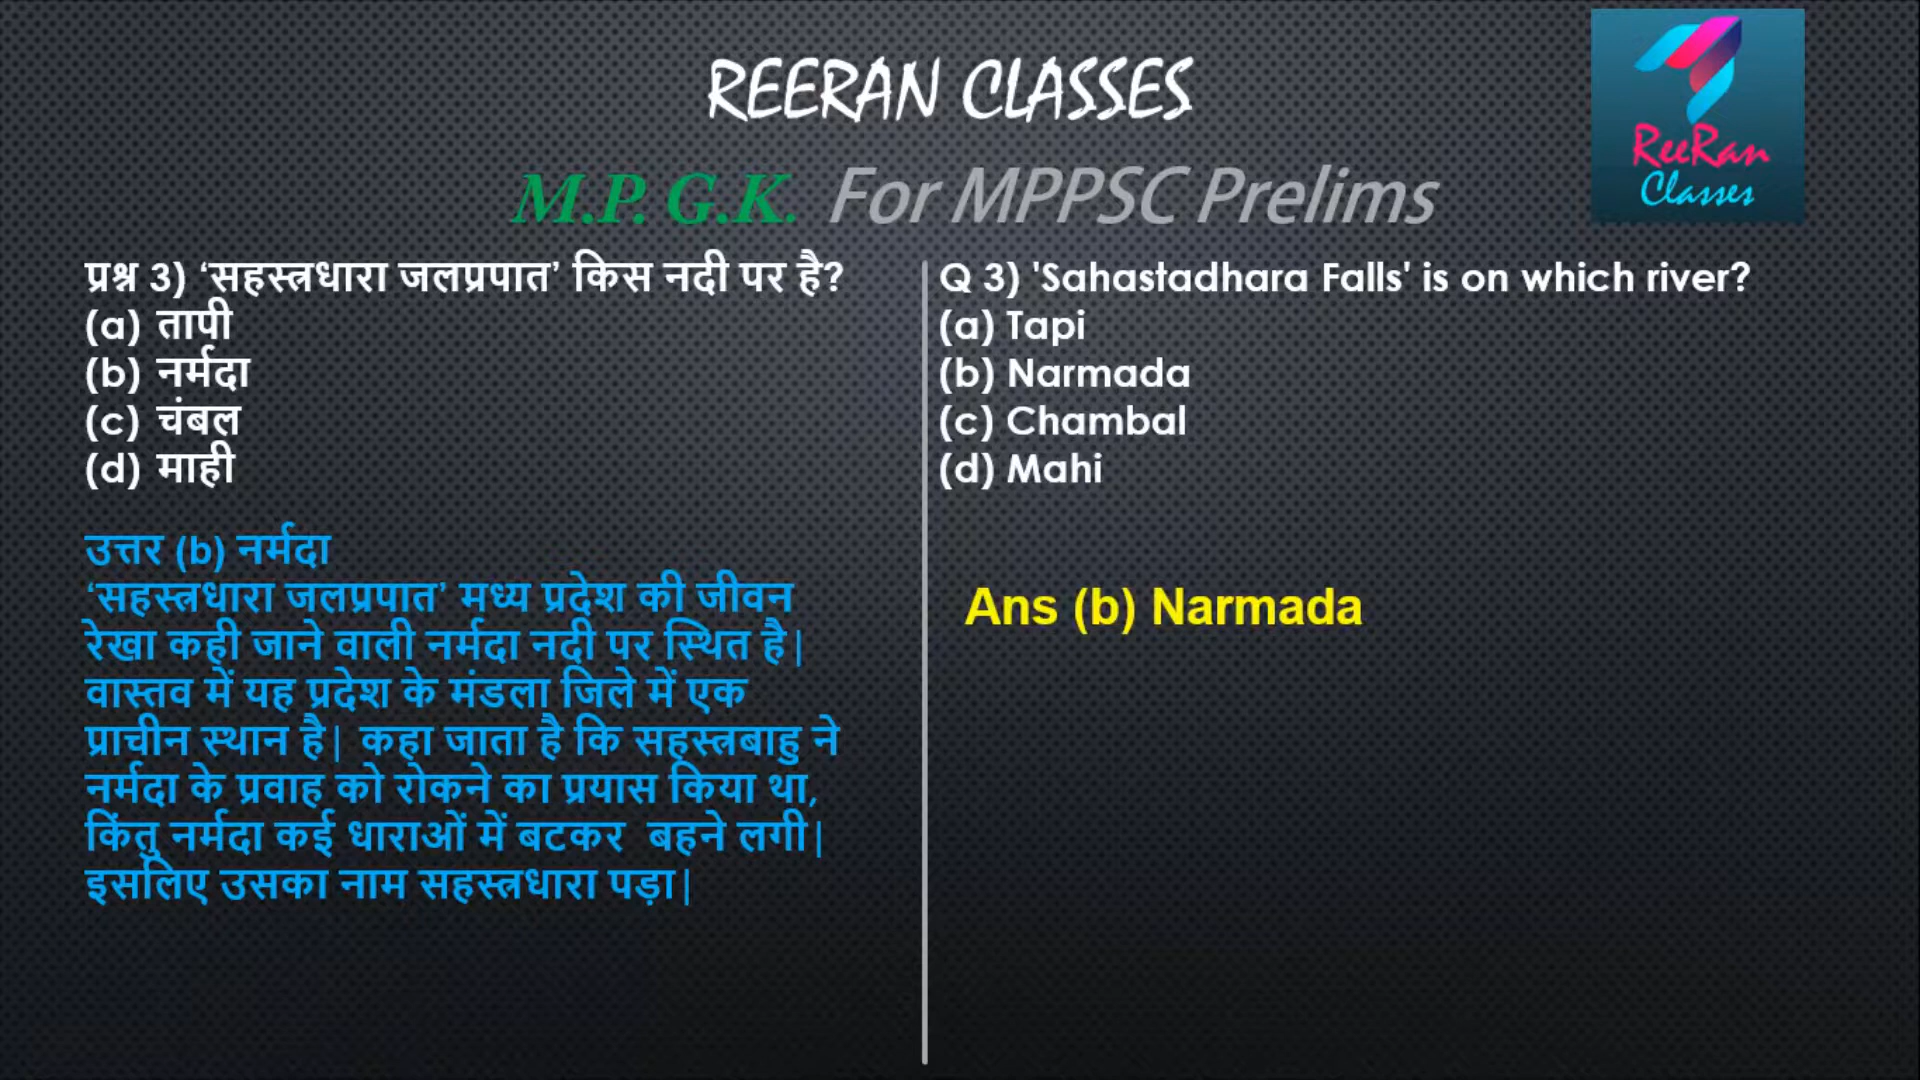 REERAN CLASSES
ReeRan
Classes
M.P. G.K. For MPPSC Prelims
प्रश्न 3) ‘सहस्त्रधारा जलप्रपात’ किस नदी पर है?
(a) तापी
(b) नर्मदा
(c) चंबल
(d) माही
उत्तर (b) नर्मदा
‘सहस्त्रधारा जलप्रपात’ मध्य प्रदेश की जीवन
रेखा कही जाने वाली नर्मदा नदी पर स्थित है|
वास्तव में यह प्रदेश के मंडला जिले में एक
प्राचीन स्थान है| कहा जाता है कि सहस्त्रबाहु ने
नर्मदा के प्रवाह को रोकने का प्रयास किया था,
किंतु नर्मदा कई धाराओं में बटकर बहने लगी|
इसलिए उसका नाम सहस्त्रधारा पड़ा|
Q 3) 'Sahastadhara Falls' is on which river?
(a) Tapi
(b) Narmada
(c) Chambal
(d) Mahi
Ans (b) Narmada